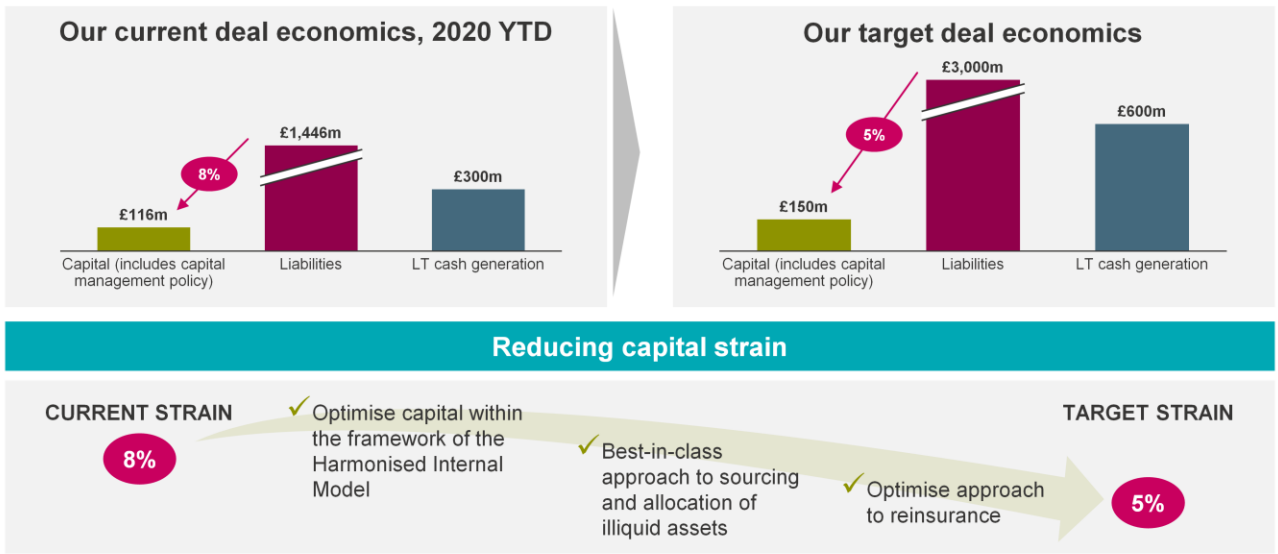 Our current deal economics, 2020 YTD
£1,446m
8%
£300m
£116m
Capital (includes capital
management policy)
Liabilities
LT cash generation
Our target deal economics
£3,000m
5%
£600m
£150m
Capital (includes capital
management policy)
Liabilities
LT cash generation
Reducing capital strain
CURRENT STRAIN
8%
Optimise capital within
the framework of the
Harmonised Internal
Model
Best-in-class
approach to sourcing
and allocation of
illiquid assets
Optimise approach
to reinsurance
TARGET STRAIN
5%